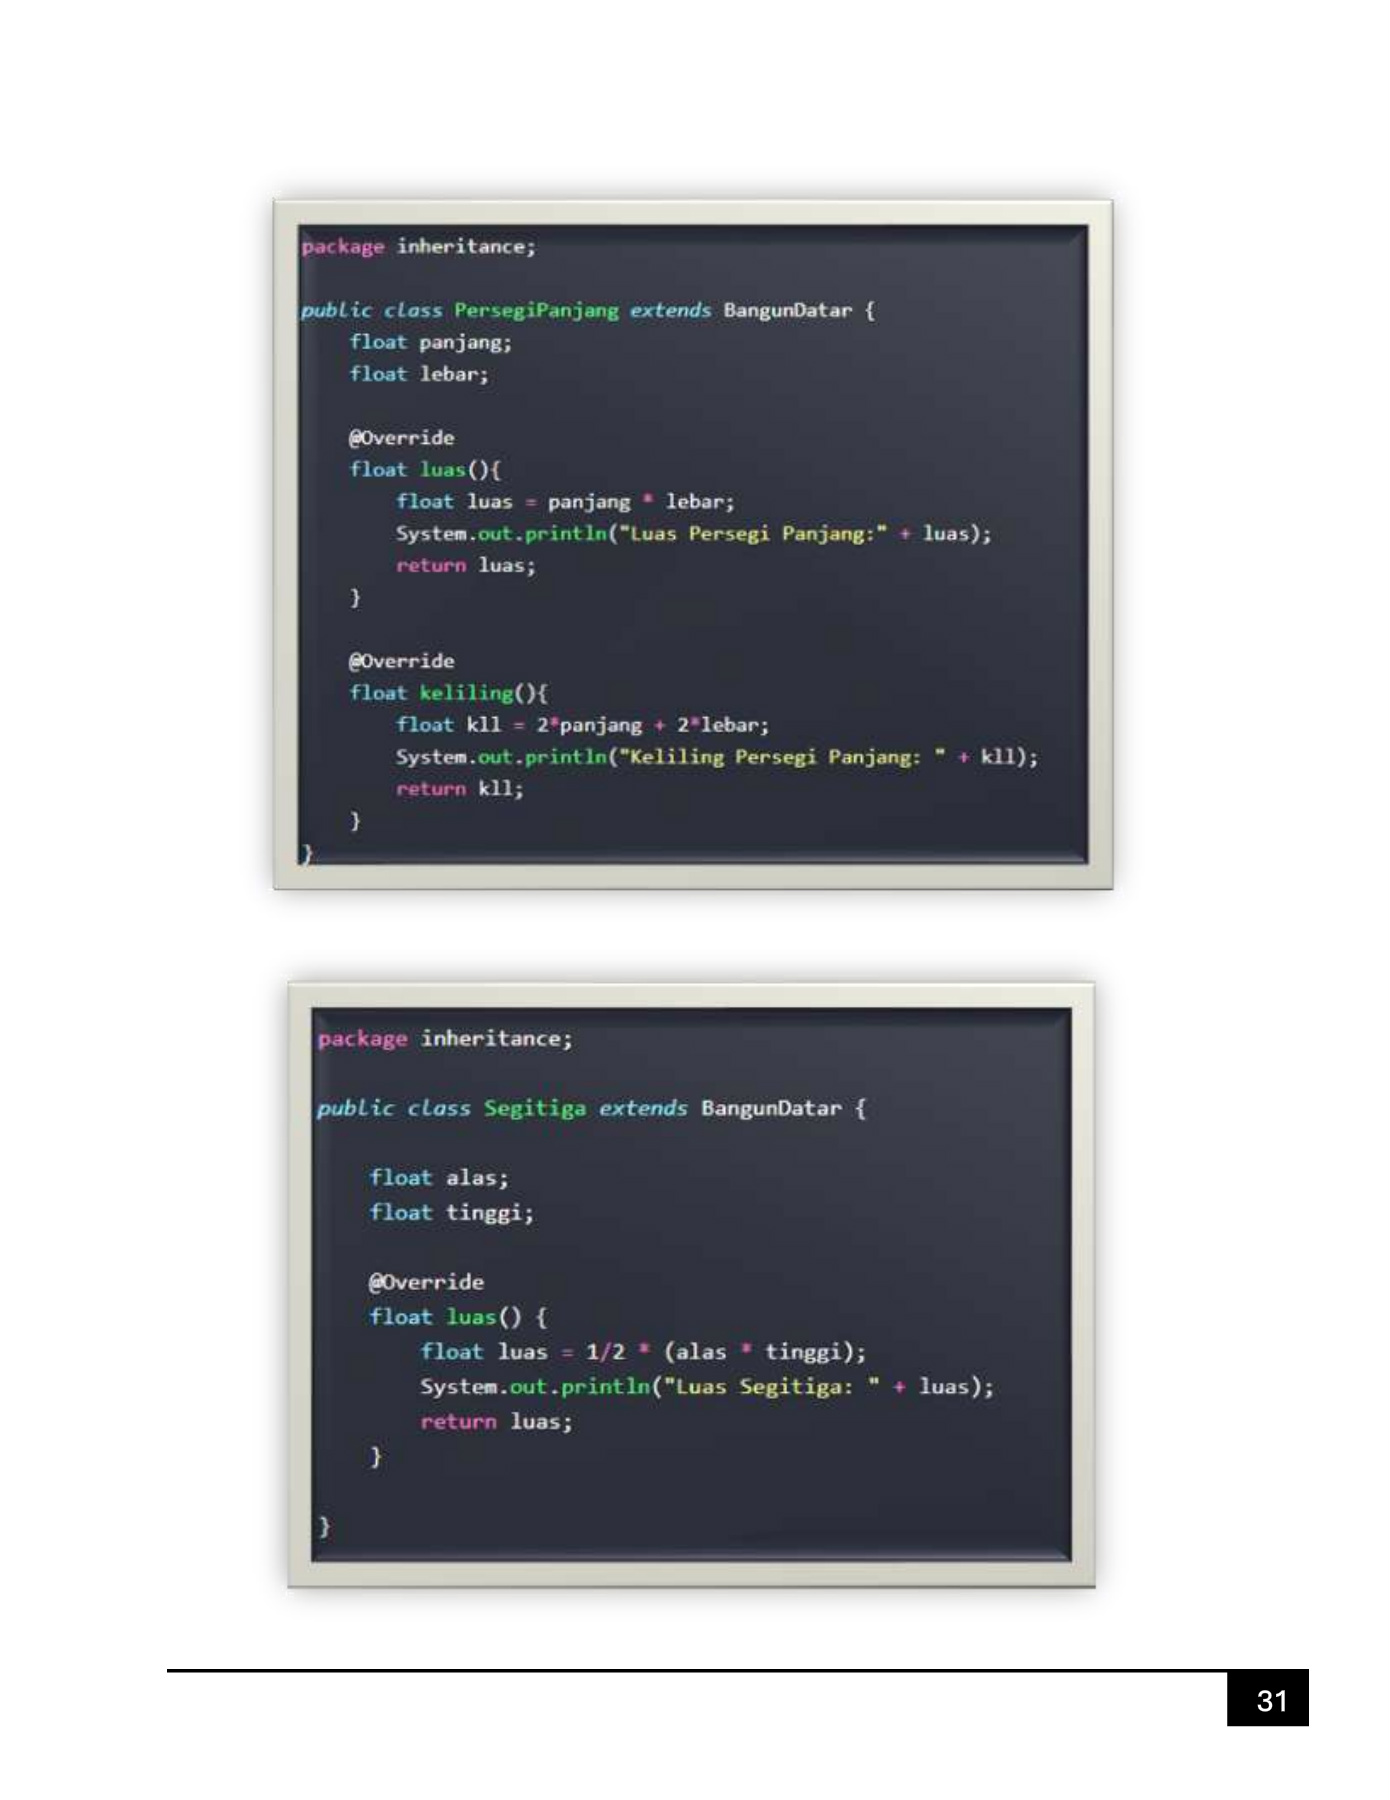 package inheritance;
public class PersegiPanjang extends BangunDatar {
float panjang;
float lebar;
@Override
float luas(){
float luas = panjang * lebar;
System.out.println("Luas Persegi Panjang:" + luas);
return luas;
}
@Override
float keliling(){
float kll = 2*panjang + 2*lebar;
System.out.println("Keliling Persegi Panjang: " + kll);
return kll;
}
}
package inheritance;
public class Segitiga extends BangunDatar {
float alas;
float tinggi;
@Override
float luas() {
float luas = 1/2 * (alas * tinggi);
System.out.println("Luas Segitiga: " + luas);
return luas;
}
}
31